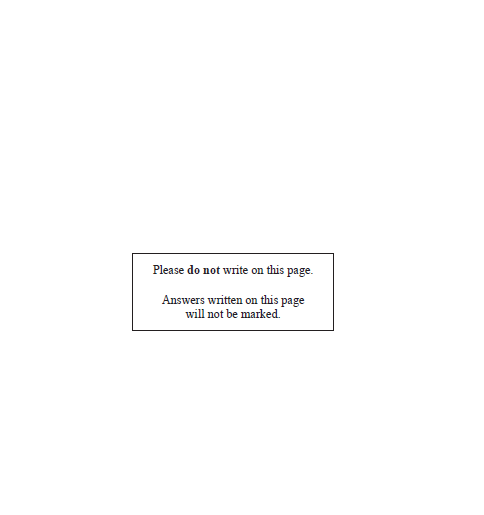 Please do not write on this page.
Answers written on this page
will not be marked.